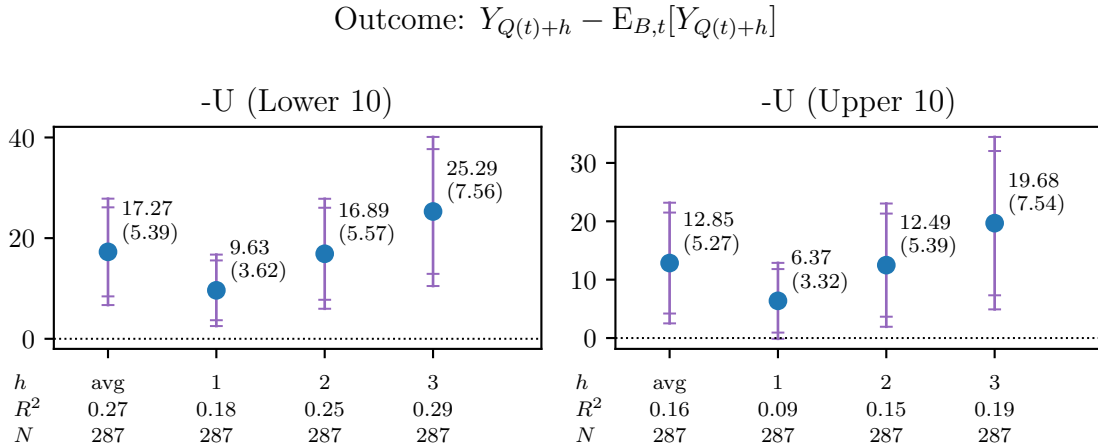 Outcome: Y_{Q(t)+h} − E_{B,t}[Y_{Q(t)+h}]
-U (Lower 10)
40
20
0
17.27
(5.39)
9.63
(3.62)
16.89
(5.57)
25.29
(7.56)
h avg 1 2 3
R² 0.27 0.18 0.25 0.29
N 287 287 287 287
-U (Upper 10)
30
20
10
0
12.85
(5.27)
6.37
(3.32)
12.49
(5.39)
19.68
(7.54)
h avg 1 2 3
R² 0.16 0.09 0.15 0.19
N 287 287 287 287